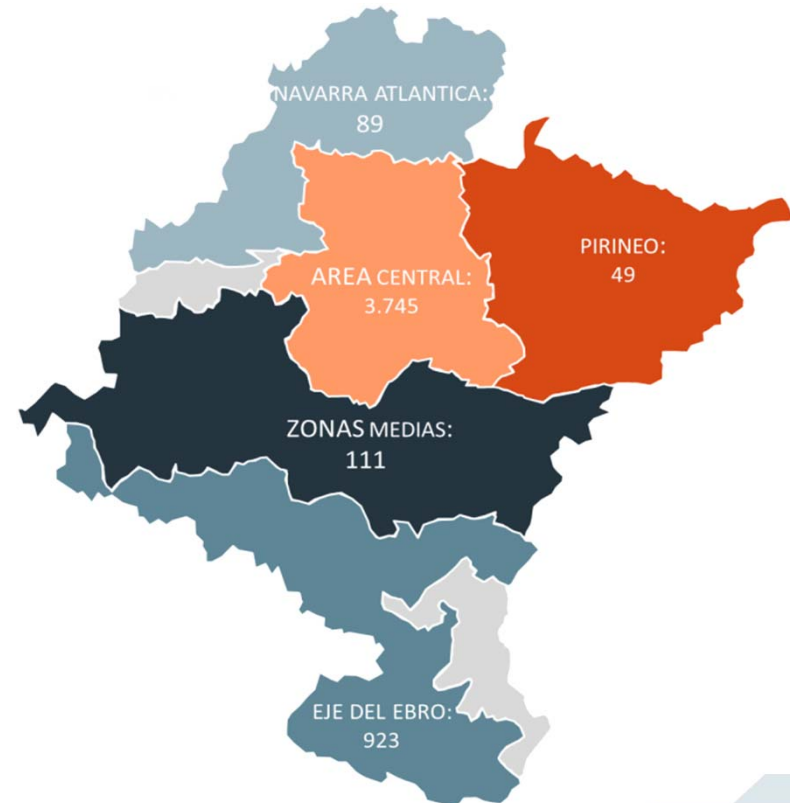 NAVARRA ATLANTICA:
89
PIRINEO:
49
AREA CENTRAL:
3.745
ZONAS MEDIAS:
111
EJE DEL EBRO:
923